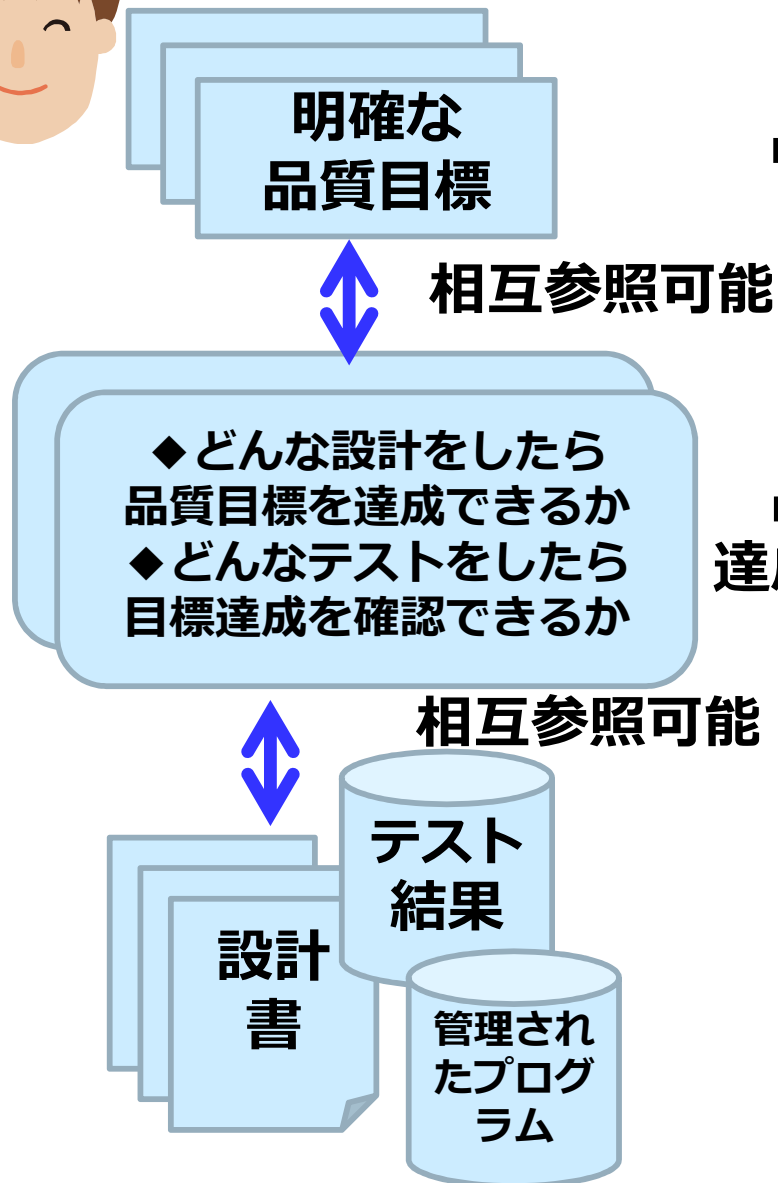 明確な
品質目標
相互参照可能
◆どんな設計をしたら
品質目標を達成できるか
◆どんなテストをしたら
目標達成を確認できるか
達
相互参照可能
テスト
結果
設計
書
管理され
たプログ
ラム